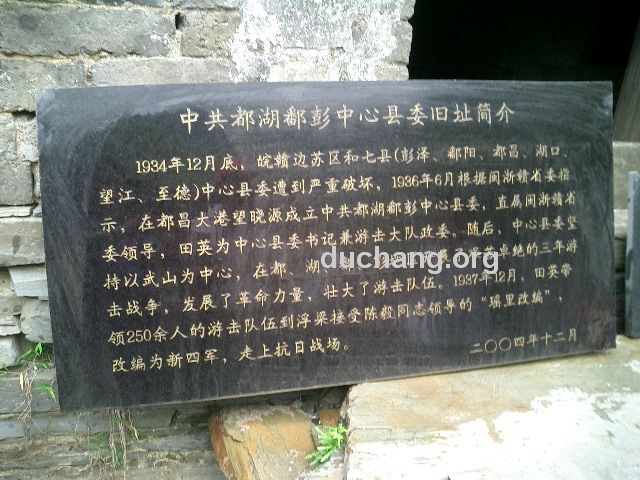 中共都湖鄱彭中心县委旧址简介
1934年12月底，皖赣边苏区和七县(彭泽、鄱阳、都昌、湖口、
望江、至德)中心县委遭到严重破坏，1936年6月根据闽浙赣省委指
示，在都昌大港望晓源成立中共都湖鄱彭中心县委，直属闽浙赣省
委领导，田英为中心县委书记兼游击大队政委。随后，中心县委坚
持以武山为中心，在都、湖、卓绝的三年游
击战争，发展了革命力量，壮大了游击队伍。1937年12月，田英带
领250余人的游击队伍到浮梁接受陈毅同志领导的“瑶里改编”，
改编为新四军，走上抗日战场。
二〇〇四年十二月
duchang.org